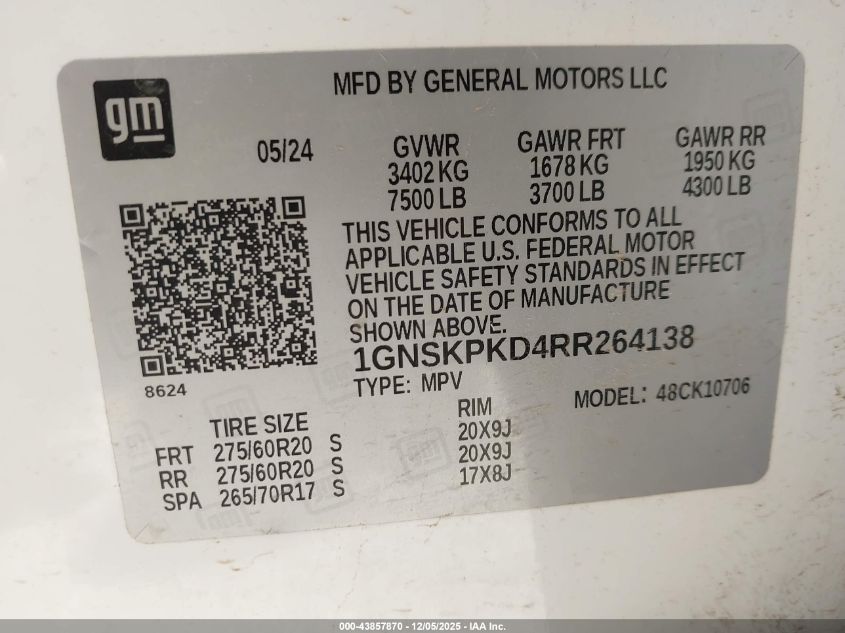 gm
MFD BY GENERAL MOTORS LLC
05/24
GVWR GAWR FRT GAWR RR
3402 KG 1678 KG 1950 KG
7500 LB 3700 LB 4300 LB
THIS VEHICLE CONFORMS TO ALL
APPLICABLE U.S. FEDERAL MOTOR
VEHICLE SAFETY STANDARDS IN EFFECT
ON THE DATE OF MANUFACTURE
SHOWN ABOVE.
1GNSKPKD4RR264138
8624
TYPE: MPV MODEL: 48CK10706
TIRE SIZE RIM
FRT 275/60R20 S 20X9J
RR 275/60R20 S 20X9J
SPA 265/70R17 S 17X8J
000-43857870 - 12/05/2025 - IAA Inc.